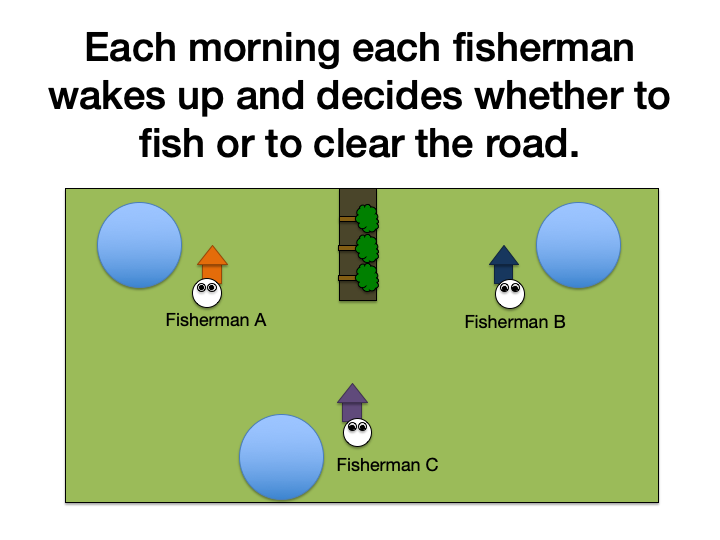 Each morning each fisherman
wakes up and decides whether to
fish or to clear the road.
Fisherman A
Fisherman B
Fisherman C